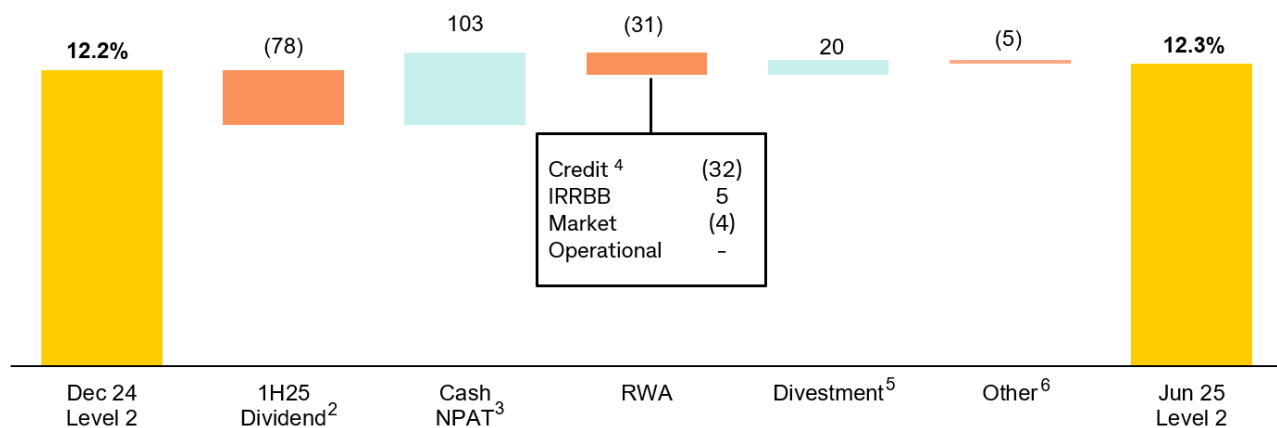 12.2%
(78)
103
(31)
20
(5)
12.3%
Credit 4 (32)
IRRBB 5
Market (4)
Operational -
Dec 24
Level 2
1H25
Dividend2
Cash
NPAT3
RWA
Divestment5
Other6
Jun 25
Level 2